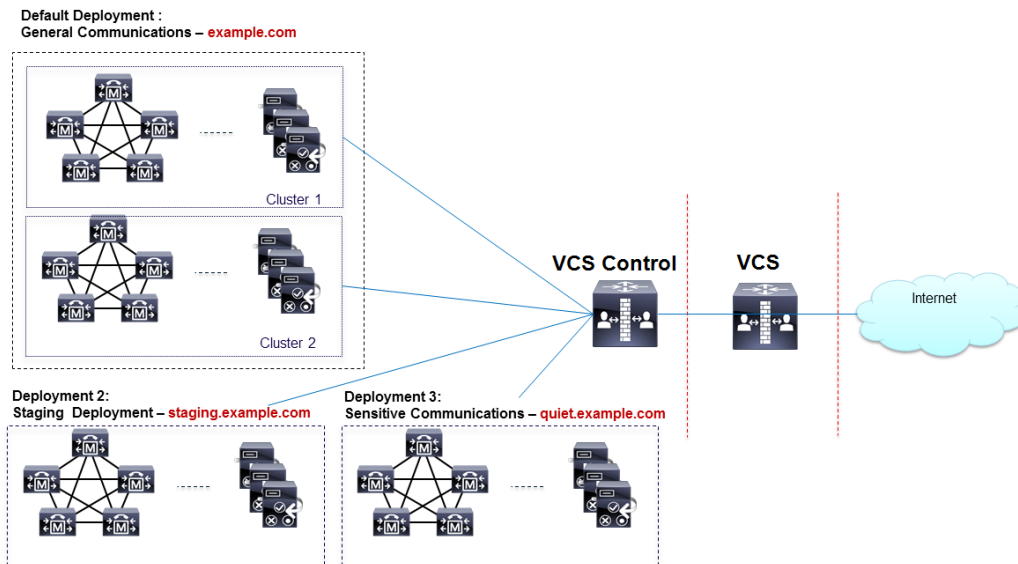 Default Deployment :
General Communications – example.com
M
M
M
M
M
Cluster 1
M
M
M
M
M
Cluster 2
VCS Control
VCS
Internet
Deployment 2:
Staging Deployment – staging.example.com
M
M
M
M
M
Deployment 3:
Sensitive Communications – quiet.example.com
M
M
M
M
M